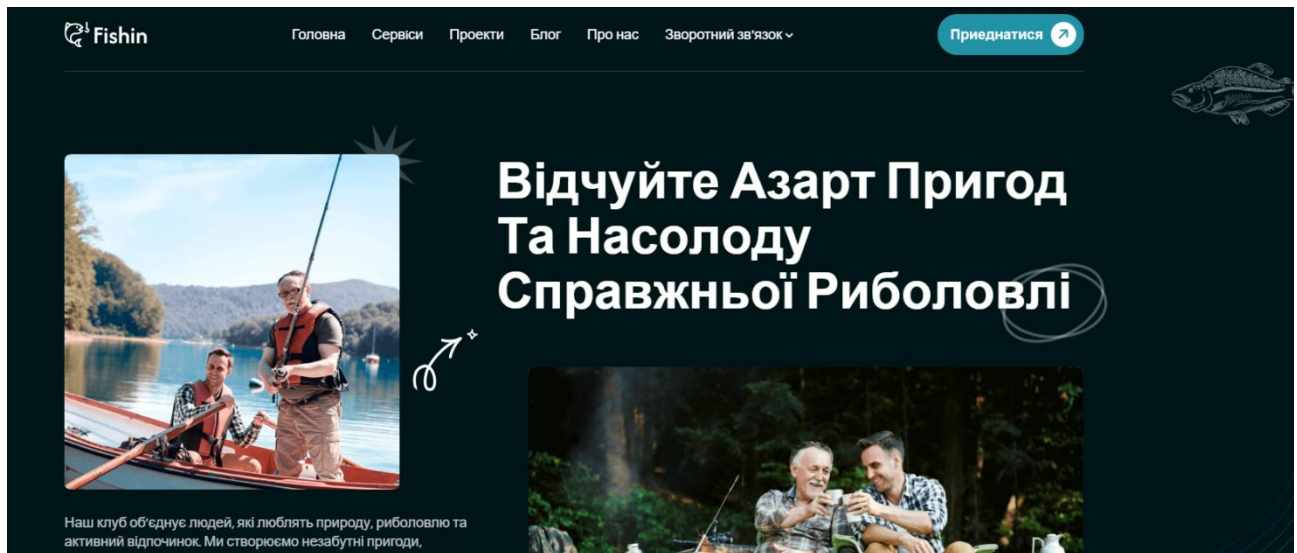 Fishin
Головна Сервіси Проекти Блог Про нас Зворотний зв'язок
Приеднатися
Відчуйте Азарт Пригод
Та Насолоду
Справжньої Риболовлі
Наш клуб об'єднує людей, які люблять природу, риболовлю та
активний відпочинок. Ми створюємо незабутні пригоди,